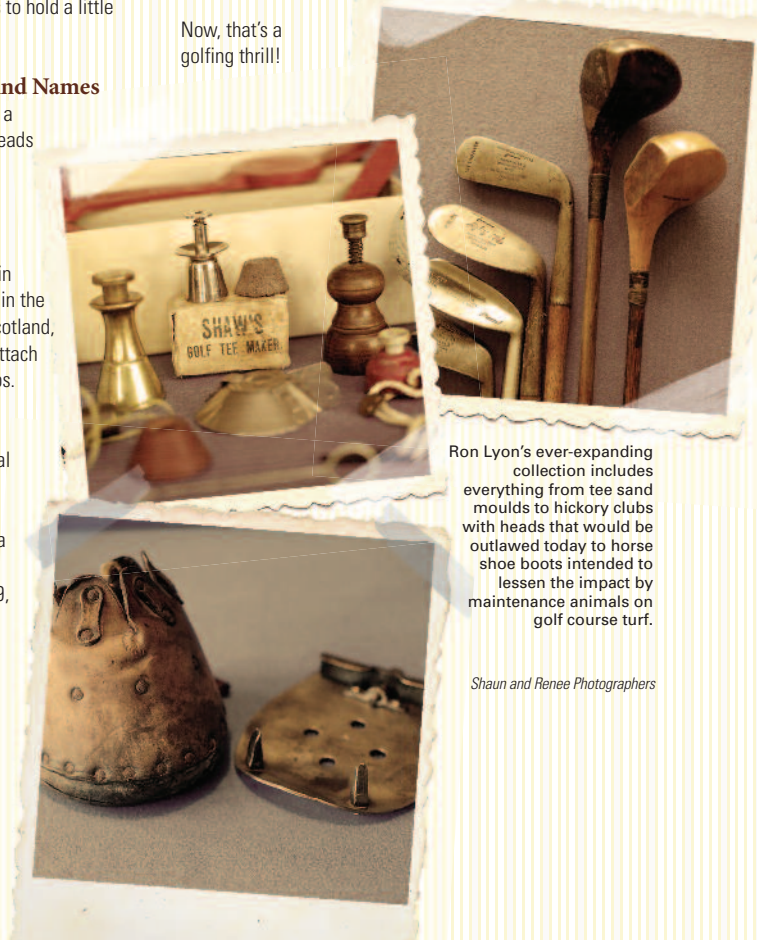 to hold a little
nd Names
a
eads
in
in the
cotland,
ttach
os.
al
a
9,
Now, that's a
golfing thrill!
SHAW'S
GOLF TEE MAKER
Ron Lyon's ever-expanding
collection includes
everything from tee sand
moulds to hickory clubs
with heads that would be
outlawed today to horse
shoe boots intended to
lessen the impact by
maintenance animals on
golf course turf.
Shaun and Renee Photographers